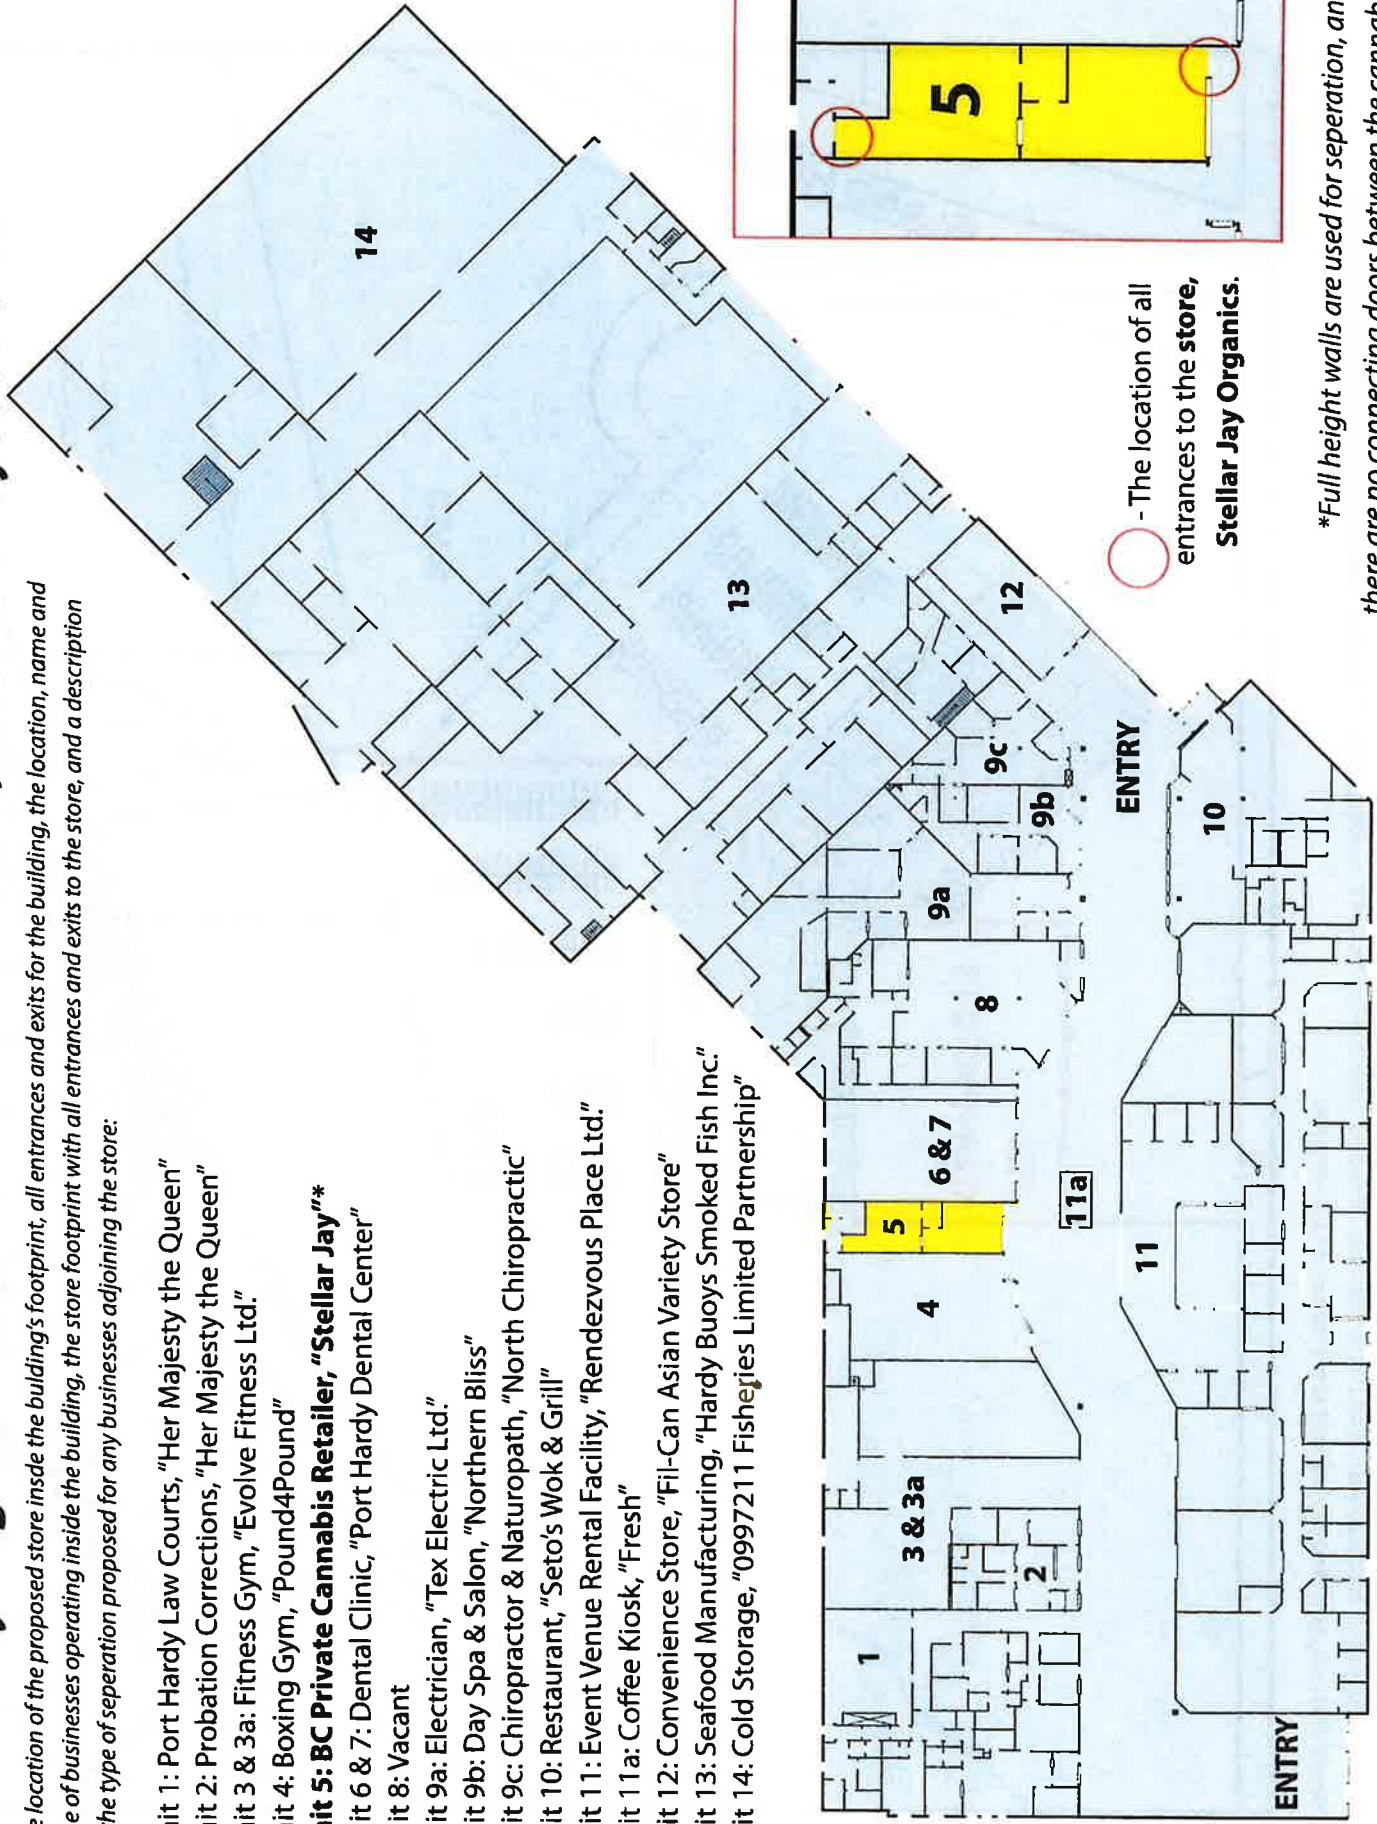 location of the proposed store insde the bulding's footprint, all entrances and exits for the building, the location, name and
of businesses operating inside the building, the store footprint with all entrances and exits to the store, and a description
the type of seperation proposed for any businesses adjoining the store:
it 1: Port Hardy Law Courts, "Her Majesty the Queen"
it 2: Probation Corrections, "Her Majesty the Queen"
it 3 & 3a: Fitness Gym, "Evolve Fitness Ltd."
it 4: Boxing Gym, "Pound4Pound"
it 5: BC Private Cannabis Retailer, "Stellar Jay"*
it 6 & 7: Dental Clinic, "Port Hardy Dental Center"
it 8: Vacant
it 9a: Electrician, "Tex Electric Ltd."
it 9b: Day Spa & Salon, "Northern Bliss"
it 9c: Chiropractor & Naturopath, "North Chiropractic"
it 10: Restaurant, "Seto's Wok & Grill"
it 11: Event Venue Rental Facility, "Rendezvous Place Ltd."
it 11a: Coffee Kiosk, "Fresh"
it 12: Convenience Store, "Fil-Can Asian Variety Store"
it 13: Seafood Manufacturing, "Hardy Buoys Smoked Fish Inc."
it 14: Cold Storage, "0997211 Fisheries Limited Partnership"
14
13
12
1
3 & 3a
2
4
5
6 & 7
8
9a
9b
9c
ENTRY
10
11a
11
ENTRY
5
- The location of all
entrances to the store,
Stellar Jay Organics.
*Full height walls are used for seperation, an
there are no connecting doors between the cannab